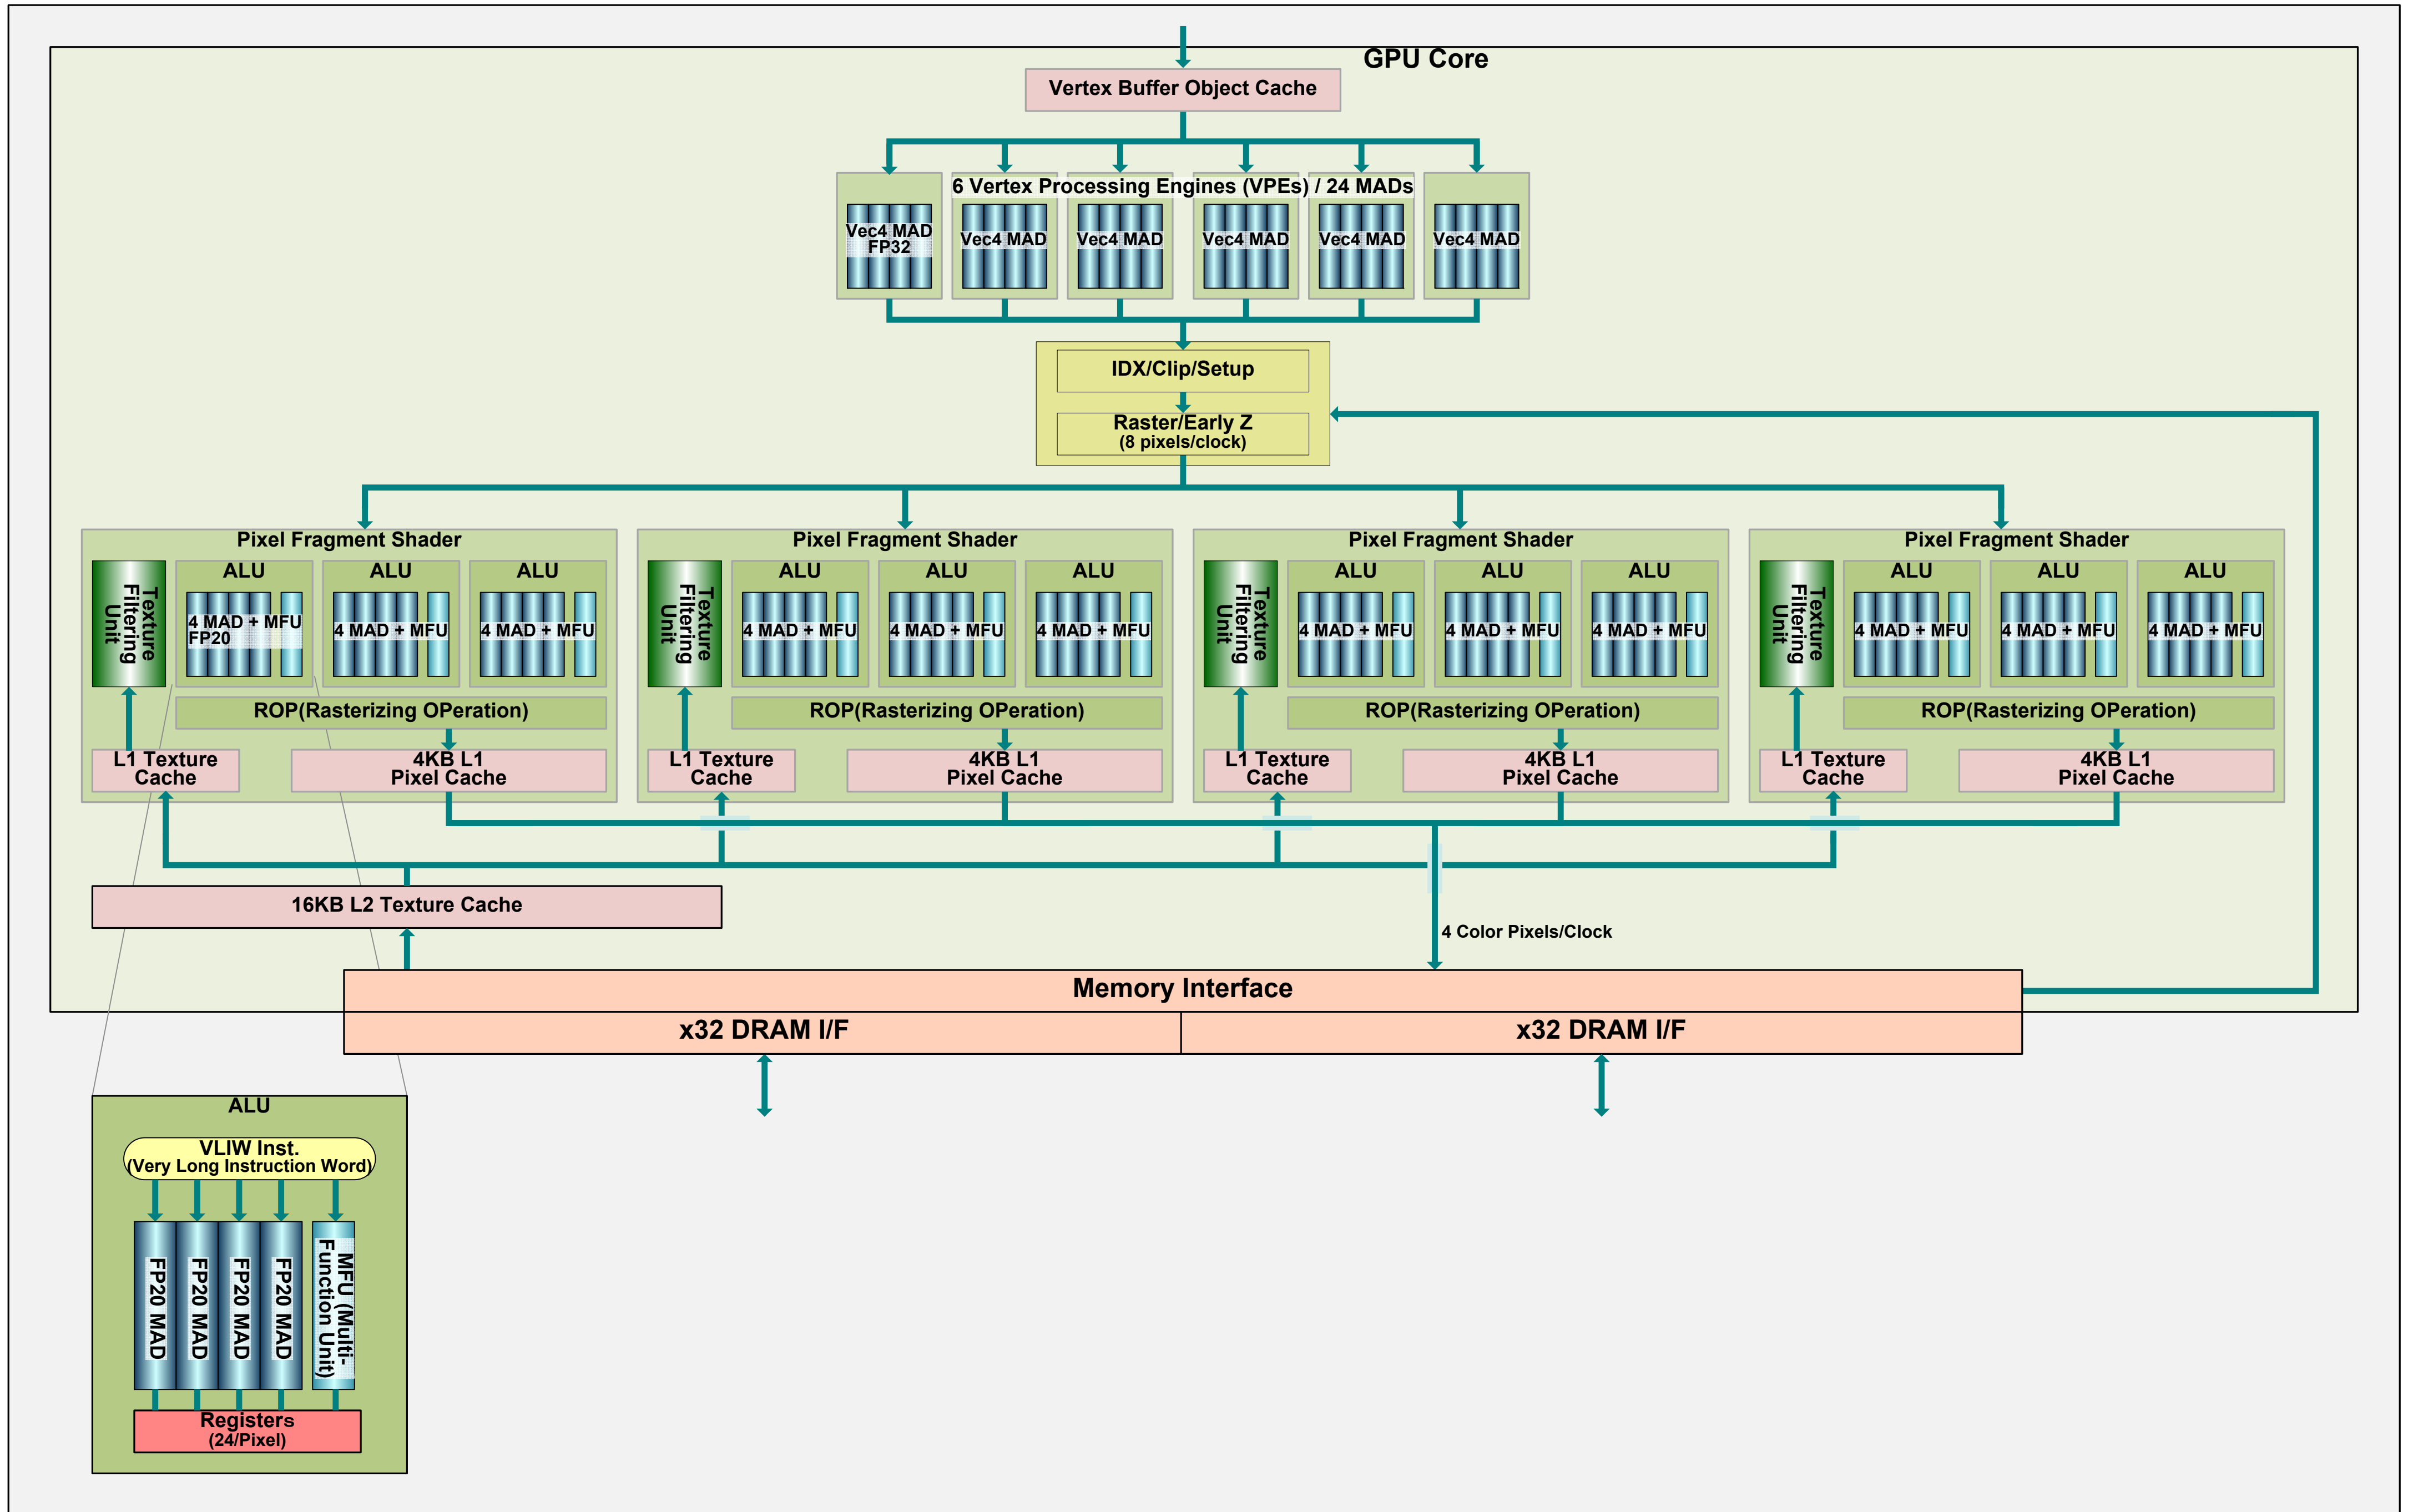 GPU Core
Vertex Buffer Object Cache
6 Vertex Processing Engines (VPEs) / 24 MADs
Vec4 MAD
FP32
Vec4 MAD
Vec4 MAD
Vec4 MAD
Vec4 MAD
Vec4 MAD
IDX/Clip/Setup
Raster/Early Z
(8 pixels/clock)
Pixel Fragment Shader
Texture
Filtering
Unit
ALU
4 MAD + MFU
FP20
ALU
4 MAD + MFU
ALU
4 MAD + MFU
ROP(Rasterizing OPeration)
L1 Texture
Cache
4KB L1
Pixel Cache
Pixel Fragment Shader
Texture
Filtering
Unit
ALU
4 MAD + MFU
ALU
4 MAD + MFU
ALU
4 MAD + MFU
ROP(Rasterizing OPeration)
L1 Texture
Cache
4KB L1
Pixel Cache
Pixel Fragment Shader
Texture
Filtering
Unit
ALU
4 MAD + MFU
ALU
4 MAD + MFU
ALU
4 MAD + MFU
ROP(Rasterizing OPeration)
L1 Texture
Cache
4KB L1
Pixel Cache
Pixel Fragment Shader
Texture
Filtering
Unit
ALU
4 MAD + MFU
ALU
4 MAD + MFU
ALU
4 MAD + MFU
ROP(Rasterizing OPeration)
L1 Texture
Cache
4KB L1
Pixel Cache
16KB L2 Texture Cache
4 Color Pixels/Clock
Memory Interface
x32 DRAM I/F
x32 DRAM I/F
ALU
VLIW Inst.
(Very Long Instruction Word)
FP20 MAD
FP20 MAD
FP20 MAD
FP20 MAD
MFU (Multi-
Function Unit)
Registers
(24/Pixel)